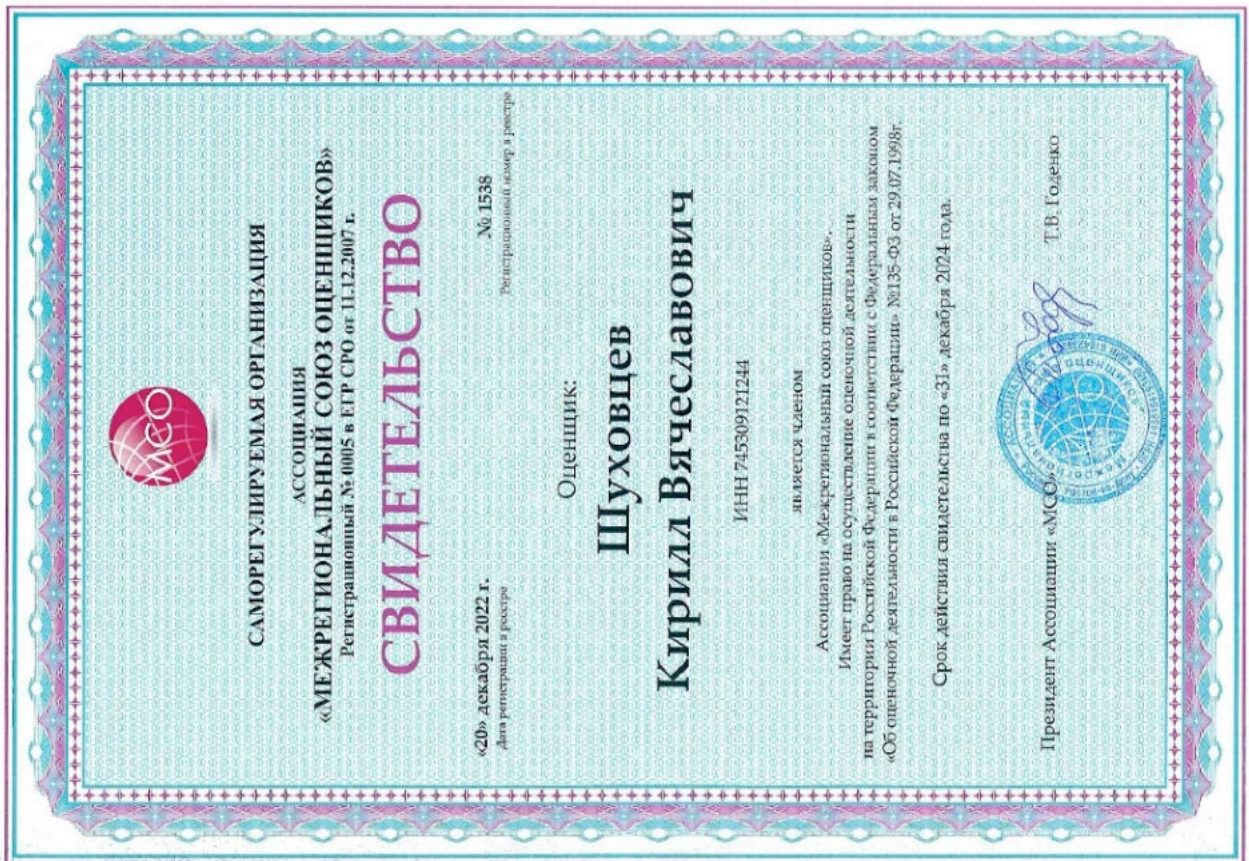 МСО
САМОРЕГУЛИРУЕМАЯ ОРГАНИЗАЦИЯ
АССОЦИАЦИЯ
«МЕЖРЕГИОНАЛЬНЫЙ СОЮЗ ОЦЕНЩИКОВ»
Регистрационный № 0005 в ЕГР СРО от 11.12.2007 г.
СВИДЕТЕЛЬСТВО
«20» декабря 2022 г. № 1538
Дата регистрации в реестре Регистрационный номер в реестре
Оценщик:
Шуховцев
Кирилл Вячеславович
ИНН 745309121244
является членом
Ассоциации «Межрегиональный союз оценщиков».
Имеет право на осуществление оценочной деятельности
на территории Российской Федерации в соответствии с Федеральным законом
«Об оценочной деятельности в Российской Федерации» №135-ФЗ от 29.07.1998г.
Срок действия свидетельства по «31» декабря 2024 года.
Президент Ассоциации «МСО» Т.В. Годенко